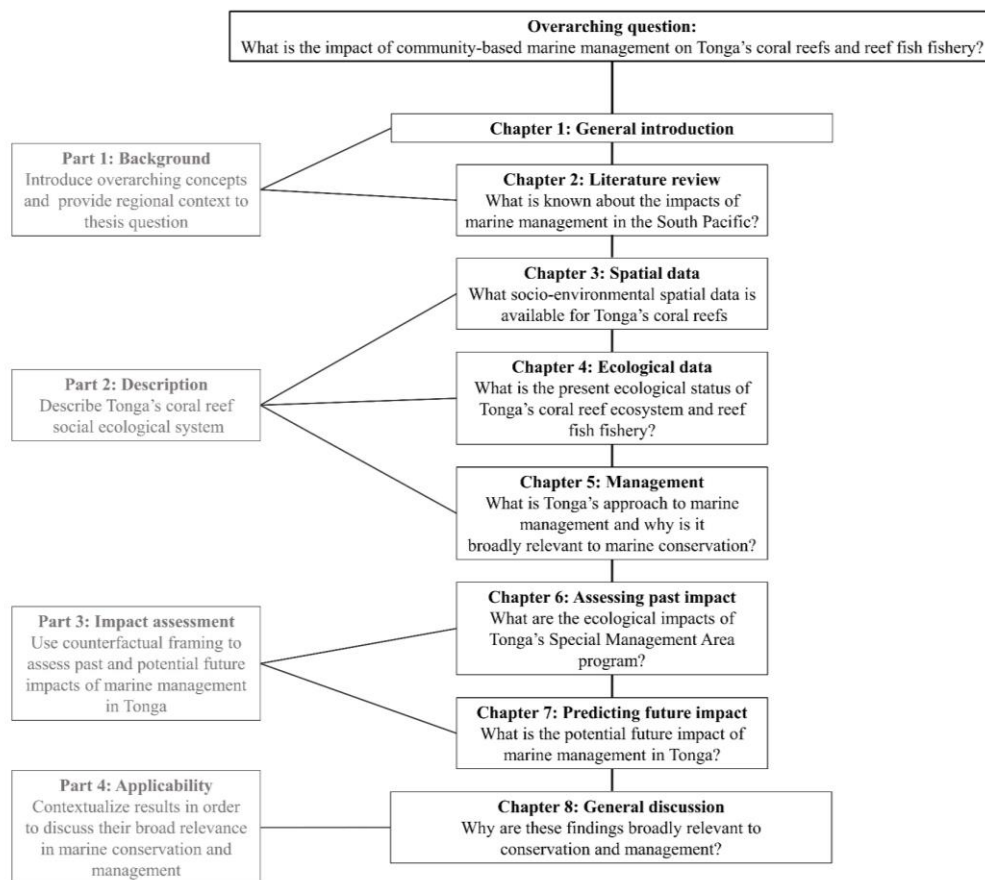 Overarching question:
What is the impact of community-based marine management on Tonga's coral reefs and reef fish fishery?
Chapter 1: General introduction
Part 1: Background
Introduce overarching concepts
and provide regional context to
thesis question
Chapter 2: Literature review
What is known about the impacts of
marine management in the South Pacific?
Chapter 3: Spatial data
What socio-environmental spatial data is
available for Tonga's coral reefs
Part 2: Description
Describe Tonga's coral reef
social ecological system
Chapter 4: Ecological data
What is the present ecological status of
Tonga's coral reef ecosystem and reef
fish fishery?
Chapter 5: Management
What is Tonga's approach to marine
management and why is it
broadly relevant to marine conservation?
Part 3: Impact assessment
Use counterfactual framing to
assess past and potential future
impacts of marine management
in Tonga
Chapter 6: Assessing past impact
What are the ecological impacts of
Tonga's Special Management Area
program?
Chapter 7: Predicting future impact
What is the potential future impact of
marine management in Tonga?
Part 4: Applicability
Contextualize results in order
to discuss their broad relevance
in marine conservation and
management
Chapter 8: General discussion
Why are these findings broadly relevant to
conservation and management?